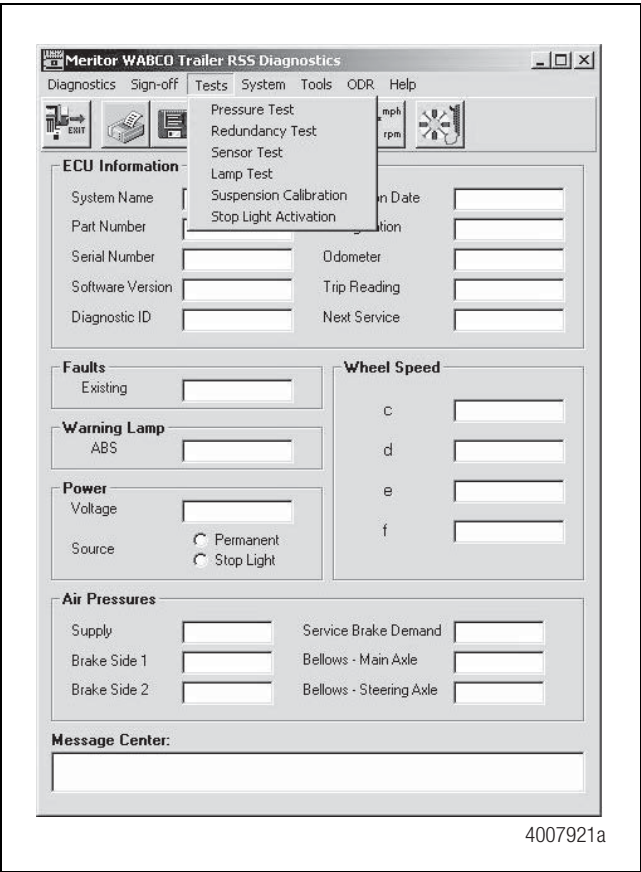 Meritor WABCO Trailer RSS Diagnostics
Diagnostics Sign-off Tests System Tools ODR Help
EXIT
mph
rpm
Pressure Test
Redundancy Test
Sensor Test
Lamp Test
Suspension Calibration
Stop Light Activation
ECU Information
System Name
Part Number
Serial Number
Software Version
Diagnostic ID
Date
Odometer
Trip Reading
Next Service
Faults
Existing
Warning Lamp
ABS
Power
Voltage
Source
Permanent
Stop Light
Wheel Speed
c
d
e
f
Air Pressures
Supply
Brake Side 1
Brake Side 2
Service Brake Demand
Bellows - Main Axle
Bellows - Steering Axle
Message Center:
4007921a